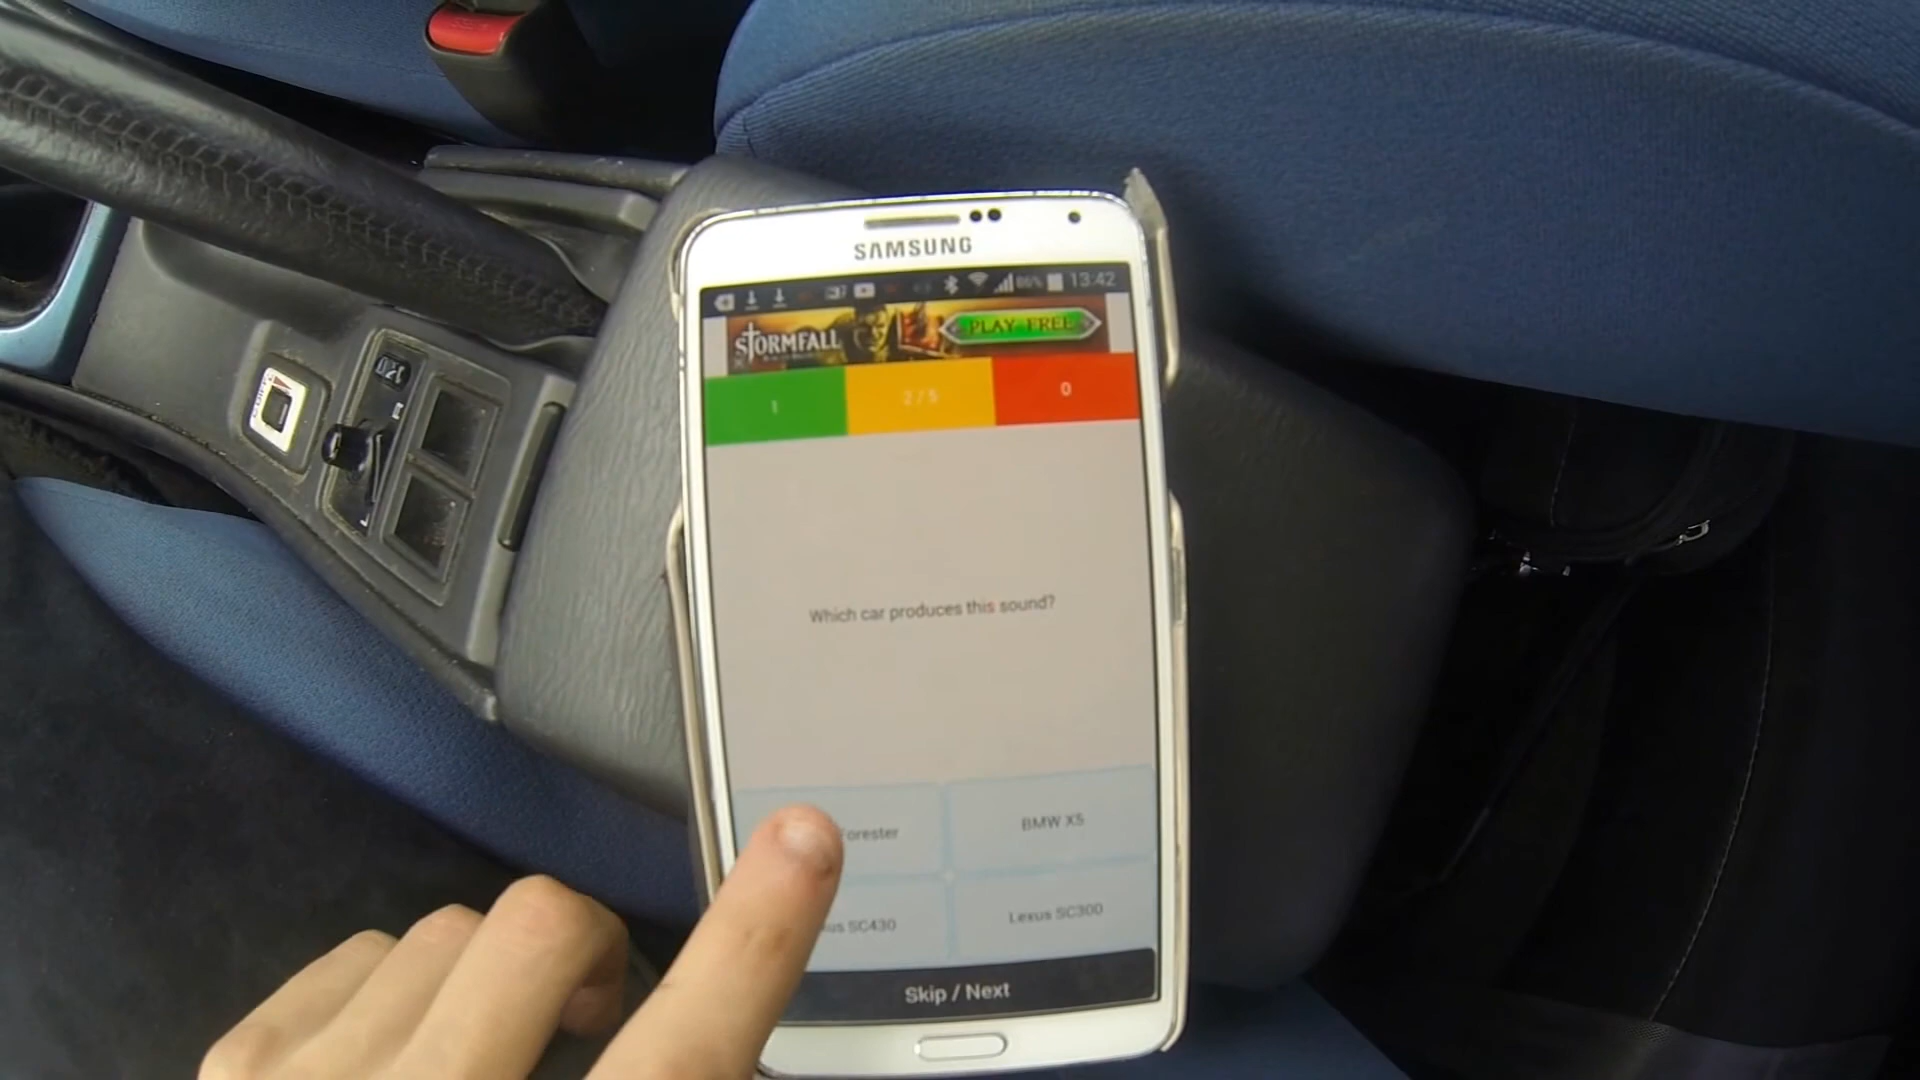 SAMSUNG
86% 13:42
STORMFALL
PLAY FREE
1
2 / 5
0
Which car produces this sound?
Forester
BMW X5
SC430
Lexus SC300
Skip / Next